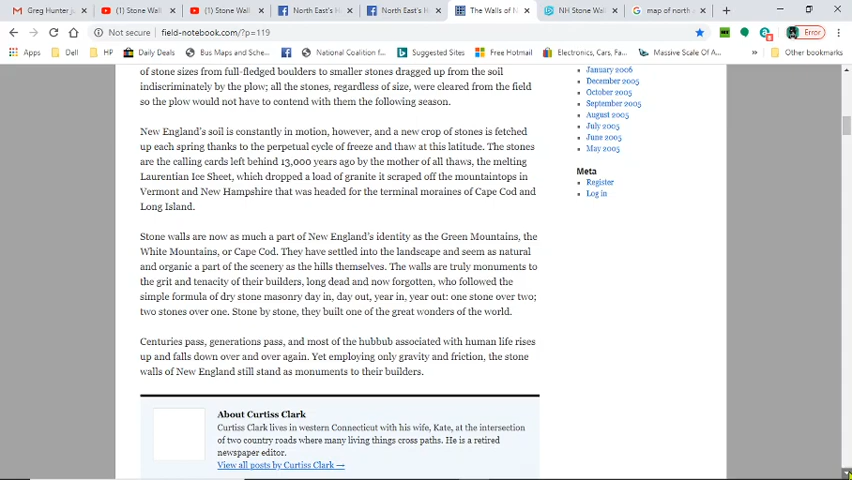 Greg Hunter ju
(1) Stone Wal
(1) Stone Wal
North East's H
North East's H
The Walls of N
NH Stone Wal
map of north
Not secure
field-notebook.com/?p=119
Error
Apps
Dell
HP
Daily Deals
Bus Maps and Sche...
National Coalition f...
Suggested Sites
Free Hotmail
Electronics, Cars, Fa...
Massive Scale Of A...
Other bookmarks
of stone sizes from full-fledged boulders to smaller stones dragged up from the soil
indiscriminately by the plow; all the stones, regardless of size, were cleared from the field
so the plow would not have to contend with them the following season.
New England's soil is constantly in motion, however, and a new crop of stones is fetched
up each spring thanks to the perpetual cycle of freeze and thaw at this latitude. The stones
are the calling cards left behind 13,000 years ago by the mother of all thaws, the melting
Laurentian Ice Sheet, which dropped a load of granite it scraped off the mountaintops in
Vermont and New Hampshire that was headed for the terminal moraines of Cape Cod and
Long Island.
Stone walls are now as much a part of New England's identity as the Green Mountains, the
White Mountains, or Cape Cod. They have settled into the landscape and seem as natural
and organic a part of the scenery as the hills themselves. The walls are truly monuments to
the grit and tenacity of their builders, long dead and now forgotten, who followed the
simple formula of dry stone masonry day in, day out, year in, year out: one stone over two;
two stones over one. Stone by stone, they built one of the great wonders of the world.
Centuries pass, generations pass, and most of the hubbub associated with human life rises
up and falls down over and over again. Yet employing only gravity and friction, the stone
walls of New England still stand as monuments to their builders.
About Curtiss Clark
Curtiss Clark lives in western Connecticut with his wife, Kate, at the intersection
of two country roads where many living things cross paths. He is a retired
newspaper editor.
View all posts by Curtiss Clark →
January 2006
December 2005
October 2005
September 2005
August 2005
July 2005
June 2005
May 2005
Meta
Register
Log in